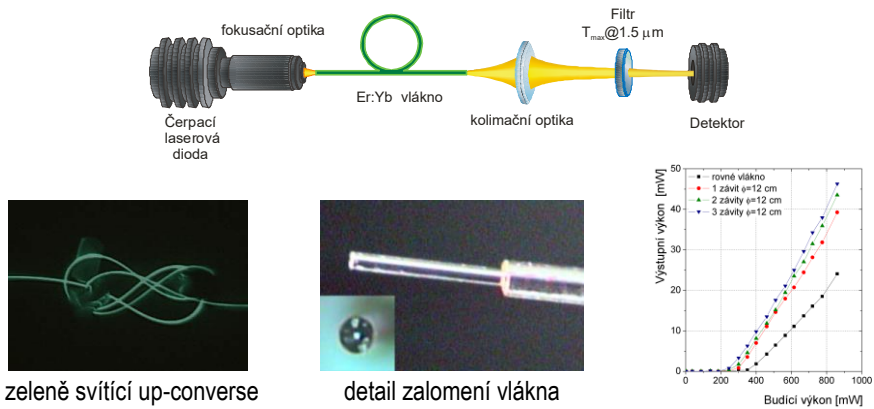 fokusační optika
Filtr
Tmax@1.5 μm
Er:Yb vlákno
kolimační optika
Čerpací
laserová
dioda
Detektor
rovné vlákno
1 závit ϕ=12 cm
2 závity ϕ=12 cm
3 závity ϕ=12 cm
Výstupní výkon [mW]
50
40
30
20
10
0
0 200 400 600 800 1000
Budící výkon [mW]
zeleně svítící up-converse
detail zalomení vlákna